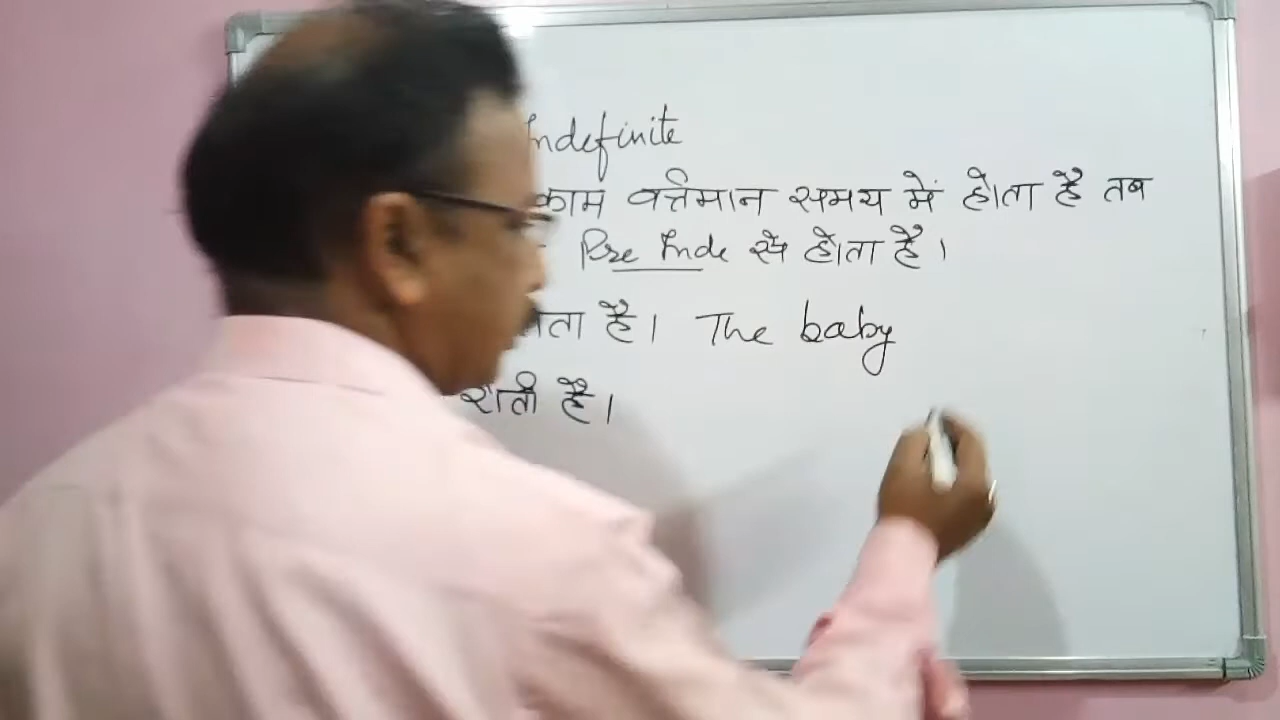 Indefinite
काम वर्त्तमान समय में होता है तब
Pre Inde से होता है।
है। The baby
है।